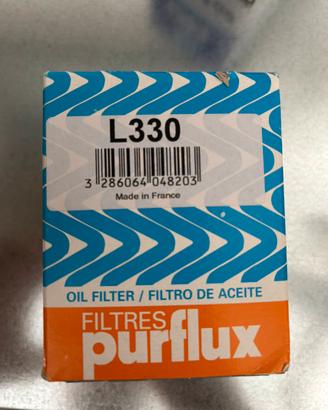 L330
3 286064 048203
Made in France
OIL FILTER / FILTRO DE ACEITE
FILTRES
purflux